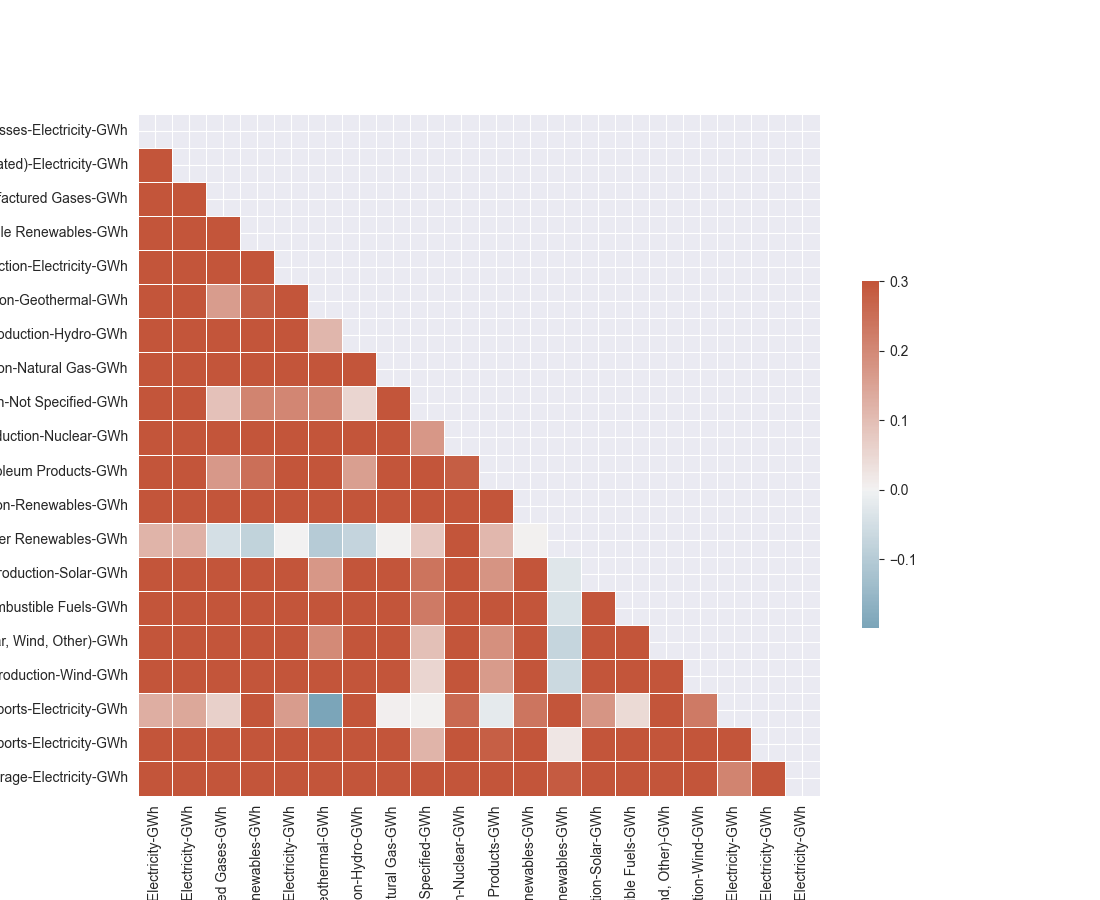 sses-Electricity-GWh
ated)-Electricity-GWh
factured Gases-GWh
le Renewables-GWh
ction-Electricity-GWh
on-Geothermal-GWh
oduction-Hydro-GWh
on-Natural Gas-GWh
n-Not Specified-GWh
duction-Nuclear-GWh
oleum Products-GWh
on-Renewables-GWh
er Renewables-GWh
roduction-Solar-GWh
mbustible Fuels-GWh
ar, Wind, Other)-GWh
roduction-Wind-GWh
ports-Electricity-GWh
ports-Electricity-GWh
rage-Electricity-GWh
Electricity-GWh
Electricity-GWh
ed Gases-GWh
newables-GWh
Electricity-GWh
eothermal-GWh
on-Hydro-GWh
tural Gas-GWh
Specified-GWh
n-Nuclear-GWh
Products-GWh
newables-GWh
newables-GWh
tion-Solar-GWh
ible Fuels-GWh
nd, Other)-GWh
tion-Wind-GWh
Electricity-GWh
Electricity-GWh
Electricity-GWh
0.3
0.2
0.1
0.0
−0.1